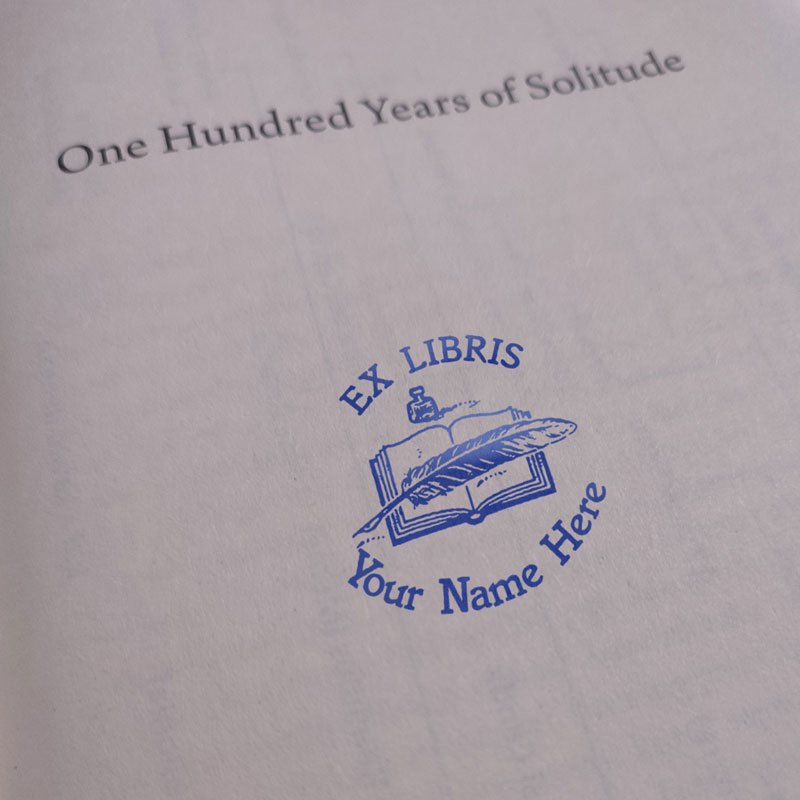 One Hundred Years of Solitude
EX LIBRIS
Your Name Here